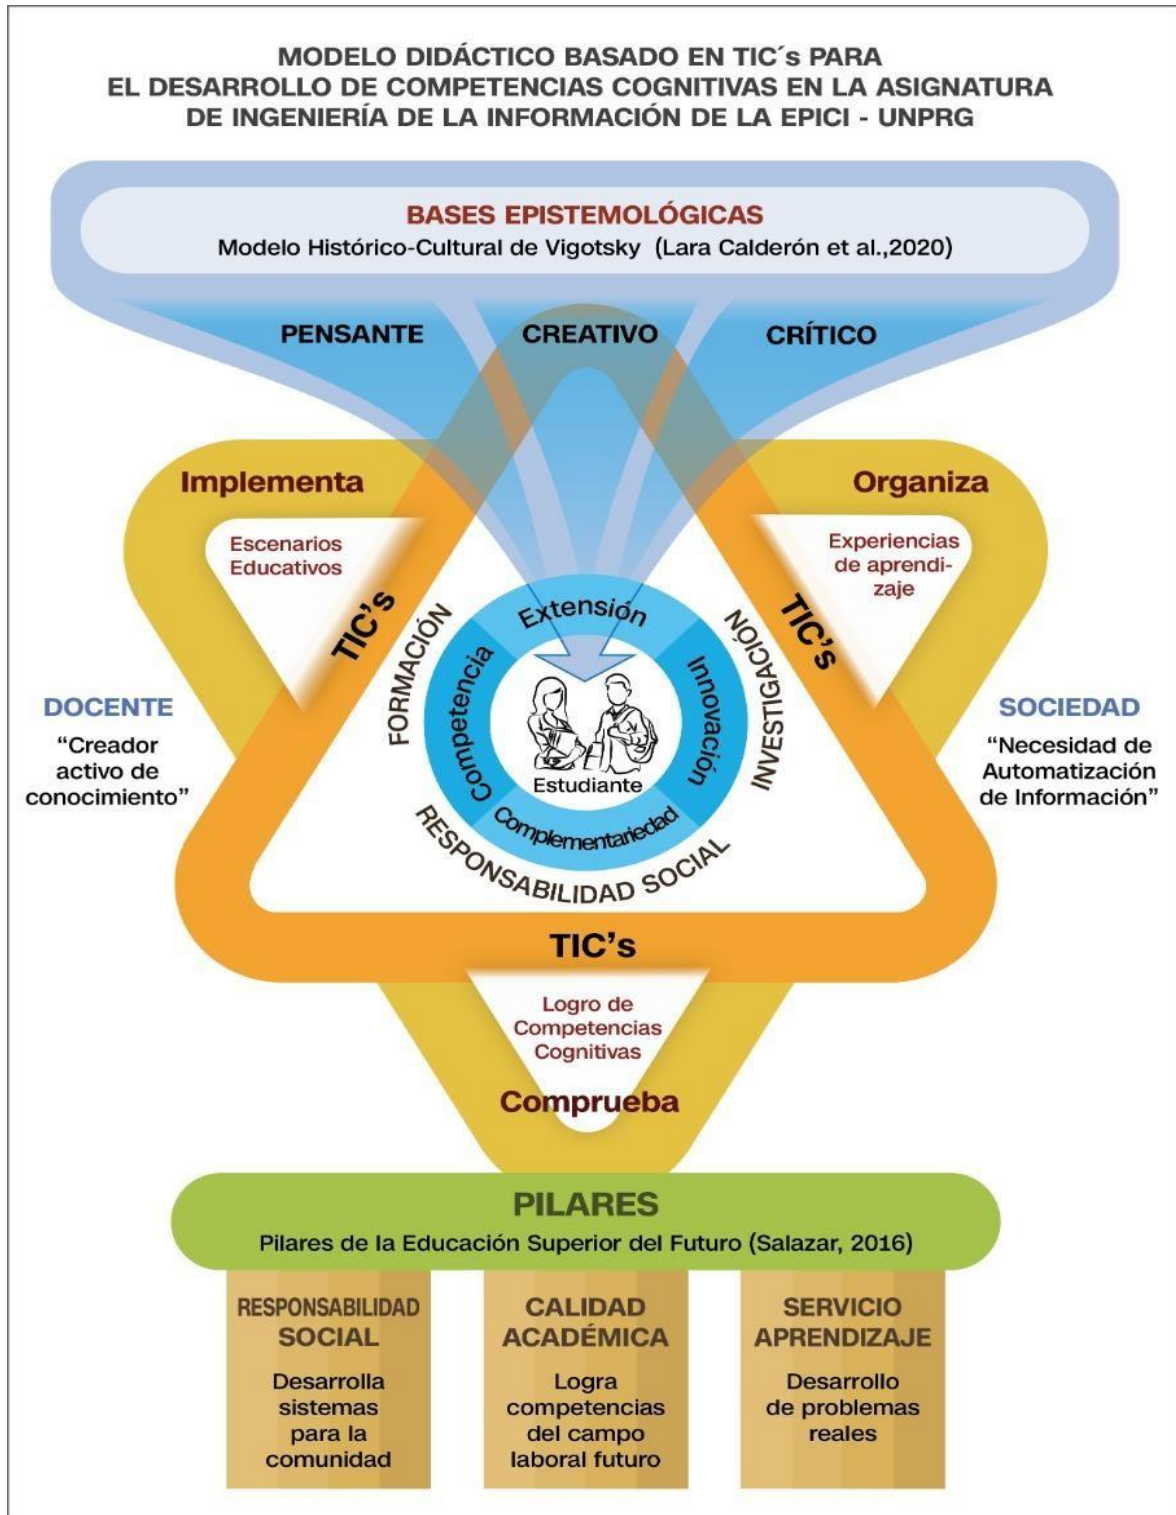 MODELO DIDÁCTICO BASADO EN TIC´s PARA
EL DESARROLLO DE COMPETENCIAS COGNITIVAS EN LA ASIGNATURA
DE INGENIERÍA DE LA INFORMACIÓN DE LA EPICI - UNPRG
BASES EPISTEMOLÓGICAS
Modelo Histórico-Cultural de Vigotsky (Lara Calderón et al.,2020)
PENSANTE
CREATIVO
CRÍTICO
Implementa
Escenarios
Educativos
TIC's
Organiza
Experiencias
de aprendi-
zaje
TIC's
FORMACIÓN
INVESTIGACIÓN
RESPONSABILIDAD SOCIAL
Extensión
Competencia
Innovación
Complementariedad
Estudiante
DOCENTE
“Creador
activo de
conocimiento”
SOCIEDAD
“Necesidad de
Automatización
de Información”
TIC's
Logro de
Competencias
Cognitivas
Comprueba
PILARES
Pilares de la Educación Superior del Futuro (Salazar, 2016)
RESPONSABILIDAD
SOCIAL
Desarrolla
sistemas
para la
comunidad
CALIDAD
ACADÉMICA
Logra
competencias
del campo
laboral futuro
SERVICIO
APRENDIZAJE
Desarrollo
de problemas
reales